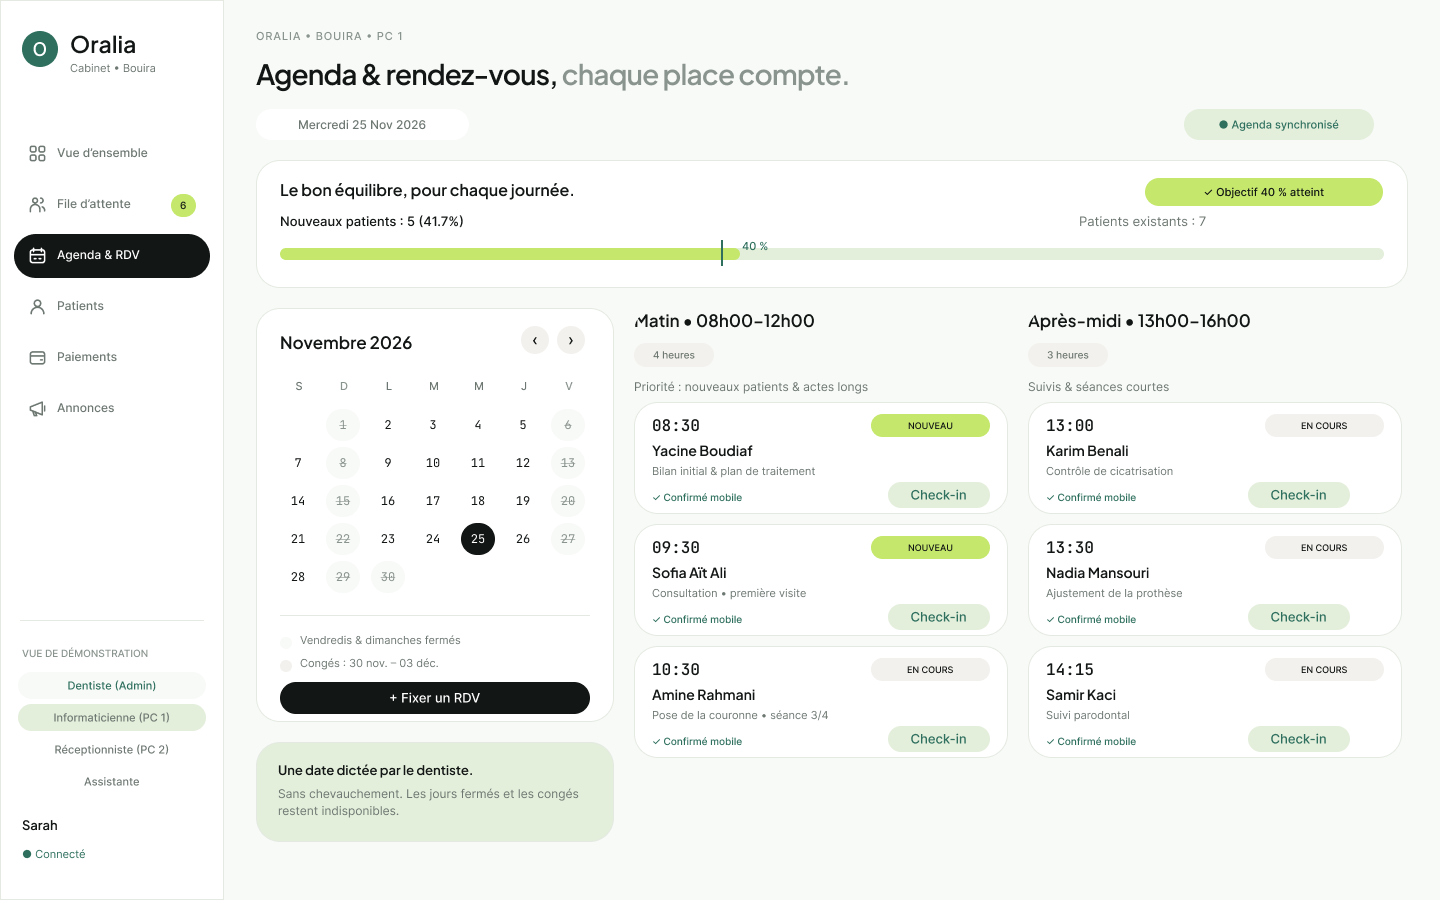 O
Oralia
Cabinet • Bouira
Vue d'ensemble
File d'attente
6
Agenda & RDV
Patients
Paiements
Annonces
VUE DE DÉMONSTRATION
Dentiste (Admin)
Informaticienne (PC 1)
Réceptionniste (PC 2)
Assistante
Sarah
Connecté
ORALIA • BOUIRA • PC 1
Agenda & rendez-vous, chaque place compte.
Mercredi 25 Nov 2026
Agenda synchronisé
Le bon équilibre, pour chaque journée.
✓ Objectif 40 % atteint
Nouveaux patients : 5 (41.7%)
Patients existants : 7
40 %
Novembre 2026
‹ ›
S D L M M J V
1 2 3 4 5 6
7 8 9 10 11 12 13
14 15 16 17 18 19 20
21 22 23 24 25 26 27
28 29 30
Vendredis & dimanches fermés
Congés : 30 nov. – 03 déc.
+ Fixer un RDV
Une date dictée par le dentiste.
Sans chevauchement. Les jours fermés et les congés
restent indisponibles.
Matin • 08h00–12h00
4 heures
Priorité : nouveaux patients & actes longs
08:30
NOUVEAU
Yacine Boudiaf
Bilan initial & plan de traitement
✓ Confirmé mobile
Check-in
09:30
NOUVEAU
Sofia Aït Ali
Consultation • première visite
✓ Confirmé mobile
Check-in
10:30
EN COURS
Amine Rahmani
Pose de la couronne • séance 3/4
✓ Confirmé mobile
Check-in
Après-midi • 13h00–16h00
3 heures
Suivis & séances courtes
13:00
EN COURS
Karim Benali
Contrôle de cicatrisation
✓ Confirmé mobile
Check-in
13:30
EN COURS
Nadia Mansouri
Ajustement de la prothèse
✓ Confirmé mobile
Check-in
14:15
EN COURS
Samir Kaci
Suivi parodontal
✓ Confirmé mobile
Check-in